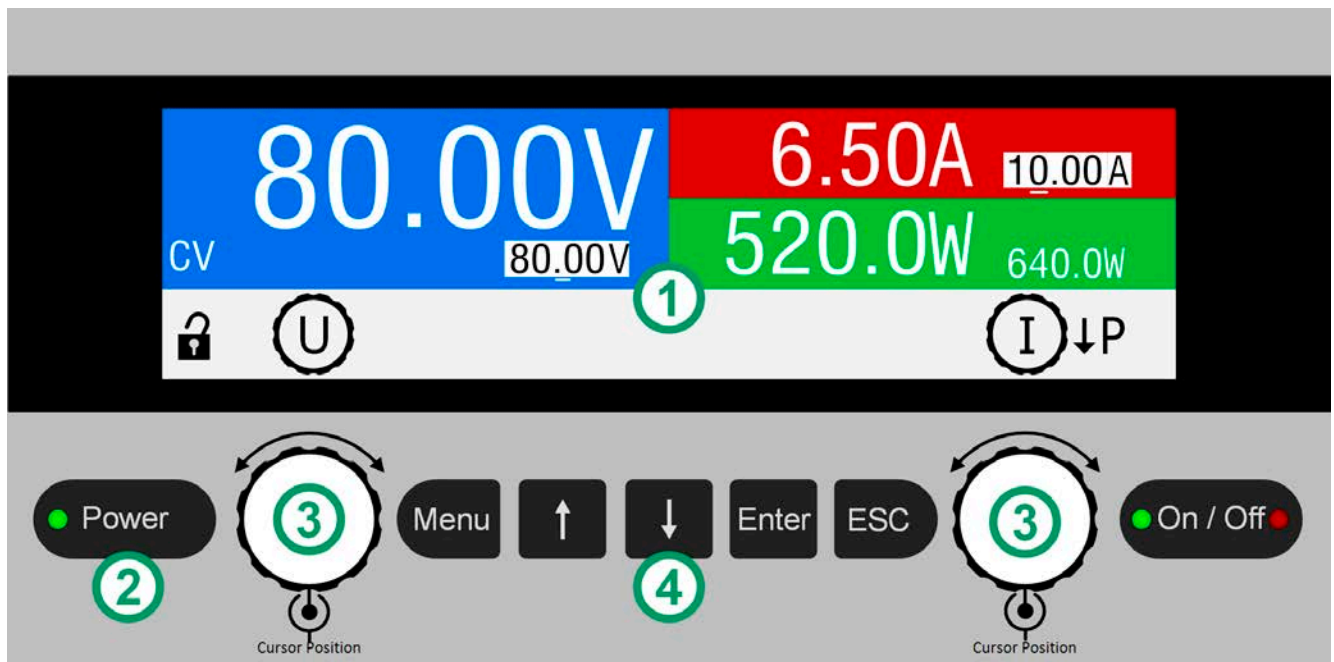 80.00V
6.50A 10.00A
CV
80.00V
520.0W 640.0W
1
U
I ↓P
Power
3
Menu
↑
↓
Enter
ESC
3
On / Off
2
4
Cursor Position
Cursor Position